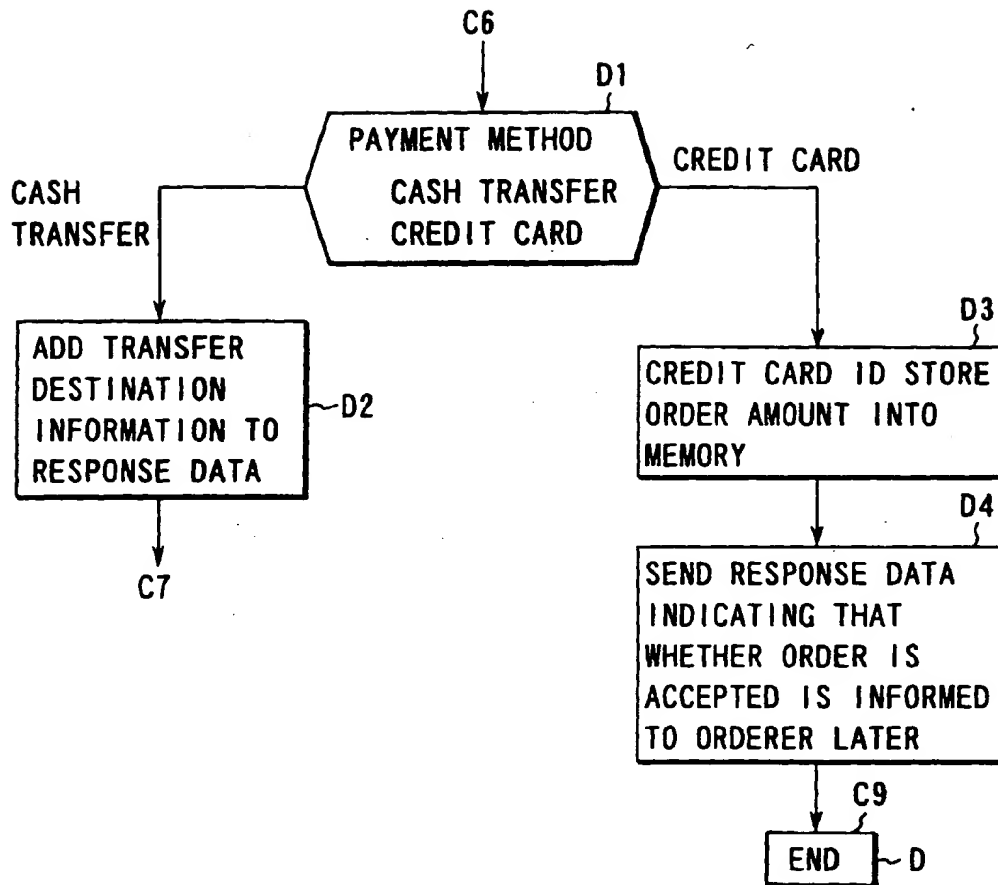 C6
D1
PAYMENT METHOD
CASH TRANSFER
CREDIT CARD
CREDIT CARD
CASH
TRANSFER
ADD TRANSFER
DESTINATION
INFORMATION TO
RESPONSE DATA
D2
C7
D3
CREDIT CARD ID STORE
ORDER AMOUNT INTO
MEMORY
D4
SEND RESPONSE DATA
INDICATING THAT
WHETHER ORDER IS
ACCEPTED IS INFORMED
TO ORDERER LATER
C9
END
D